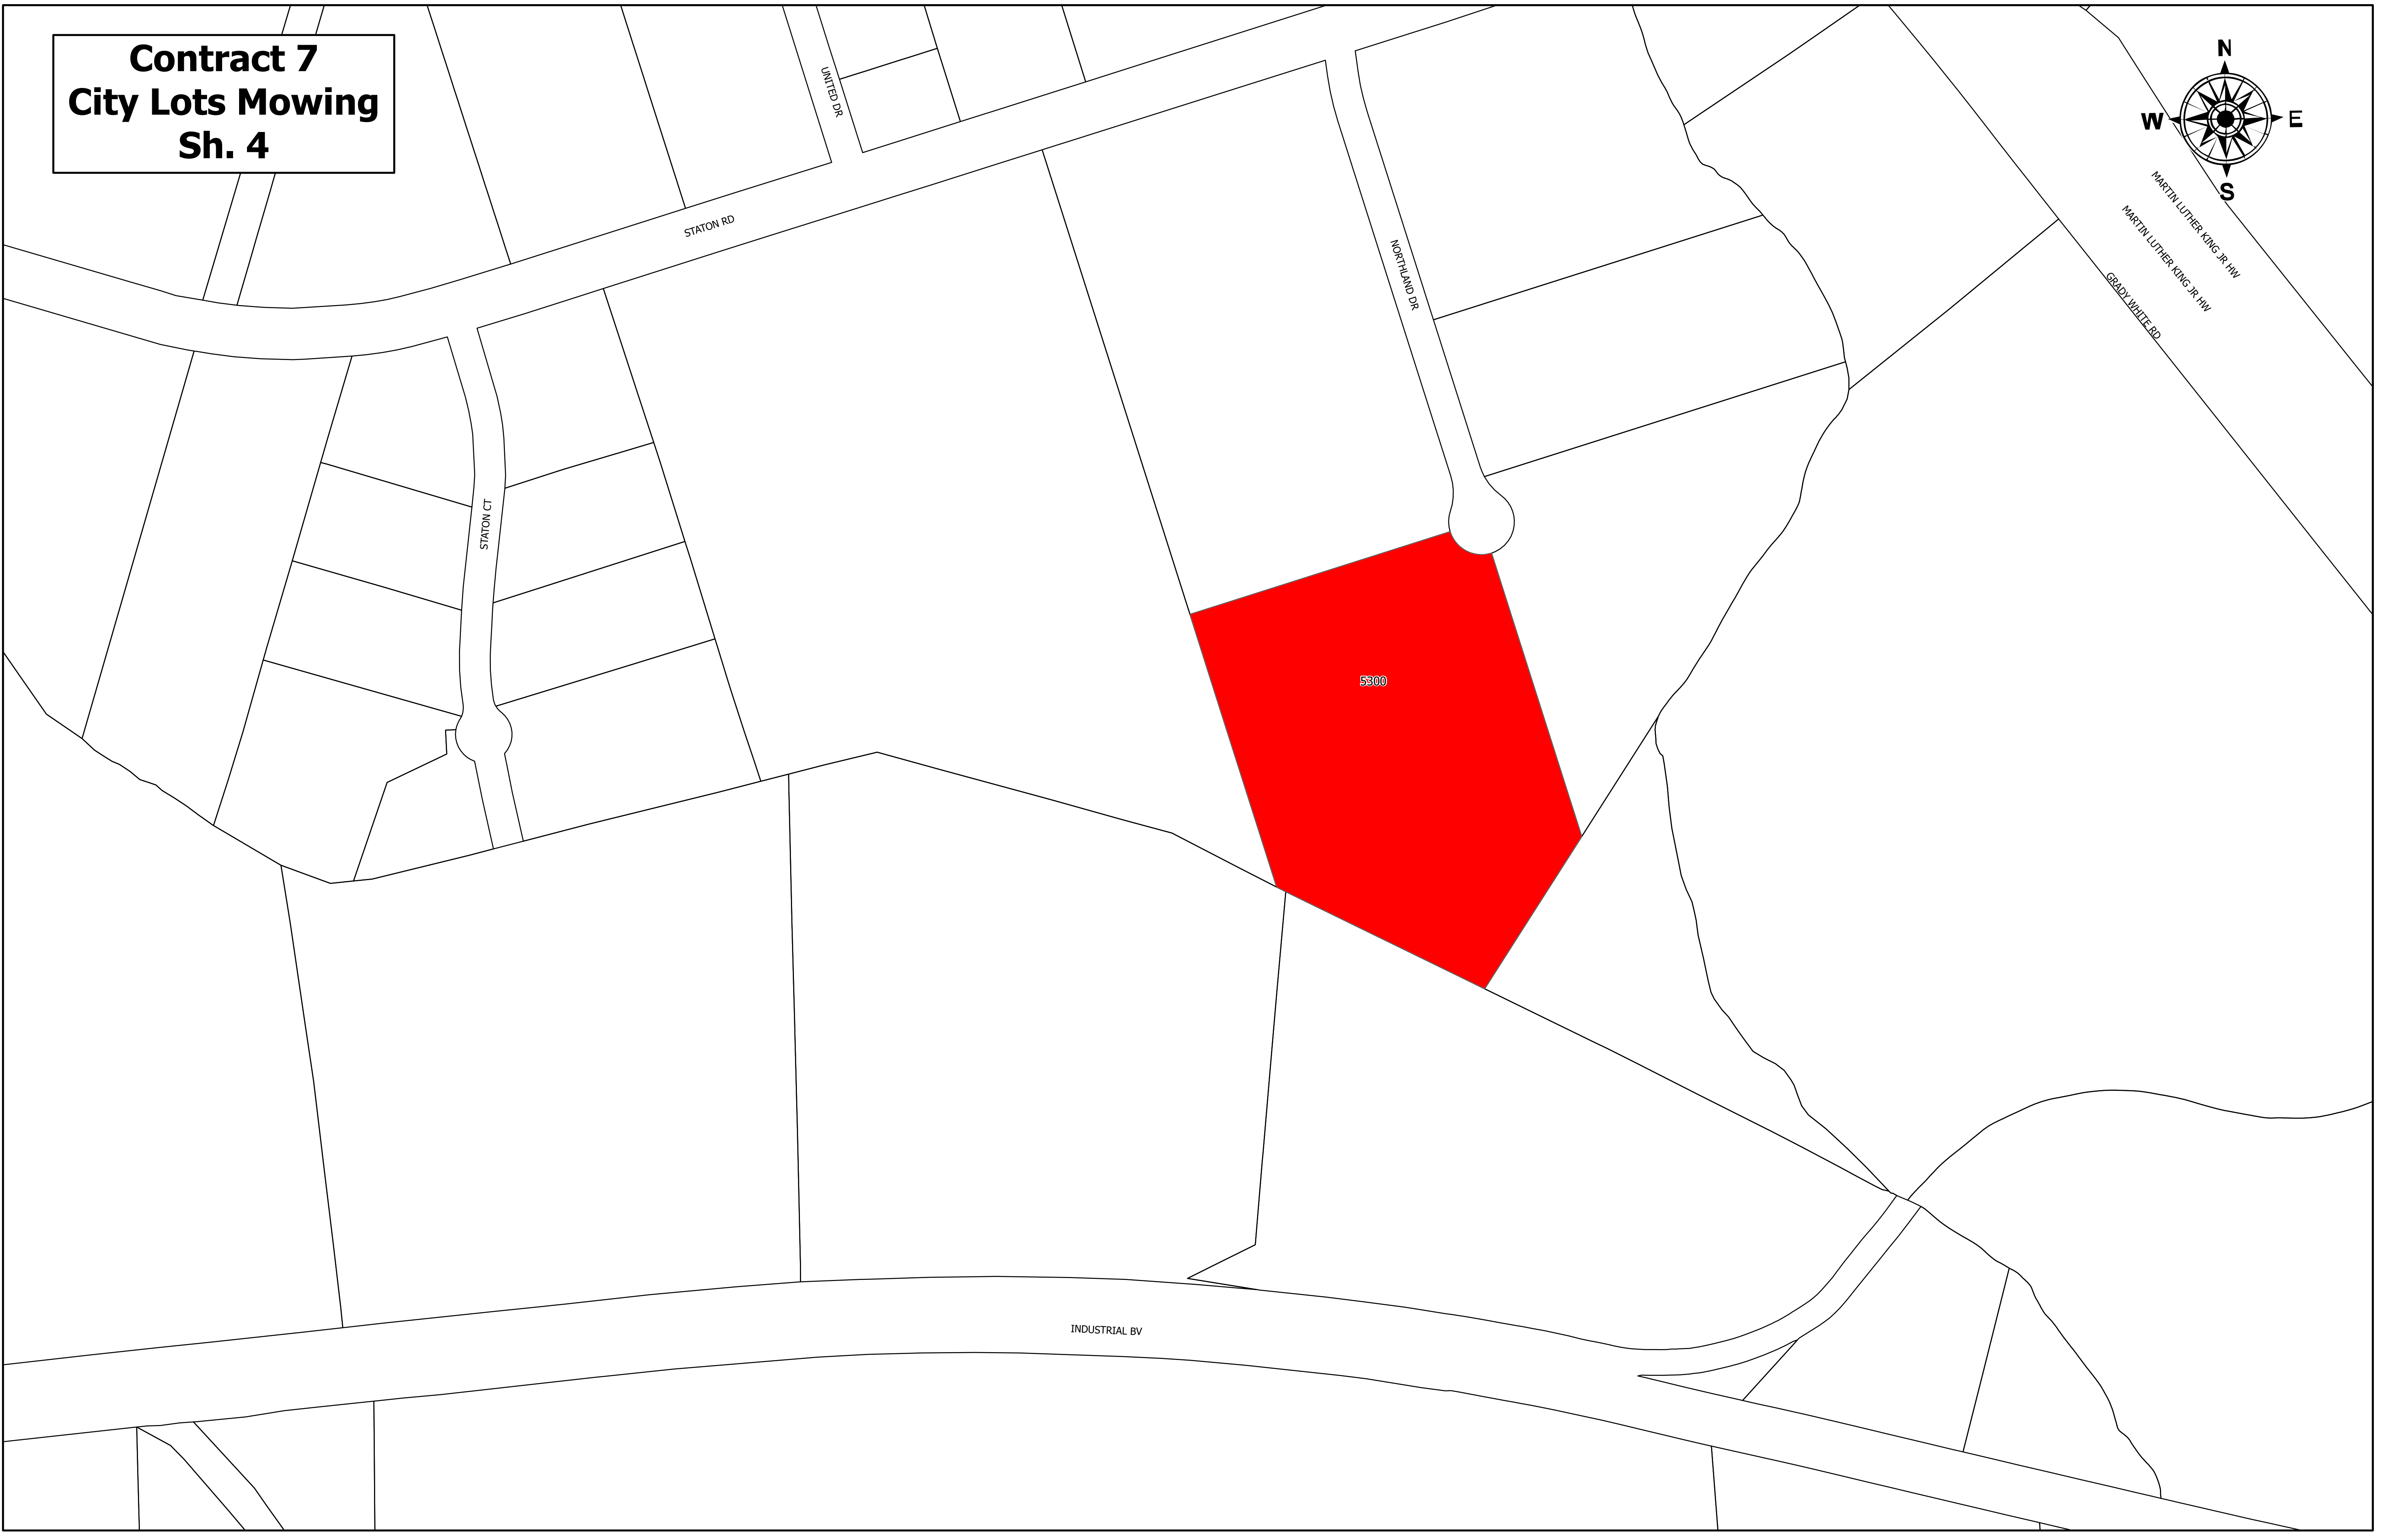 Contract 7
City Lots Mowing
Sh. 4
N
W
E
S
UNITED DR
STATON RD
NORTHLAND DR
MARTIN LUTHER KING JR HW
MARTIN LUTHER KING JR HW
GRADY WHITE RD
STATON CT
5300
INDUSTRIAL BV